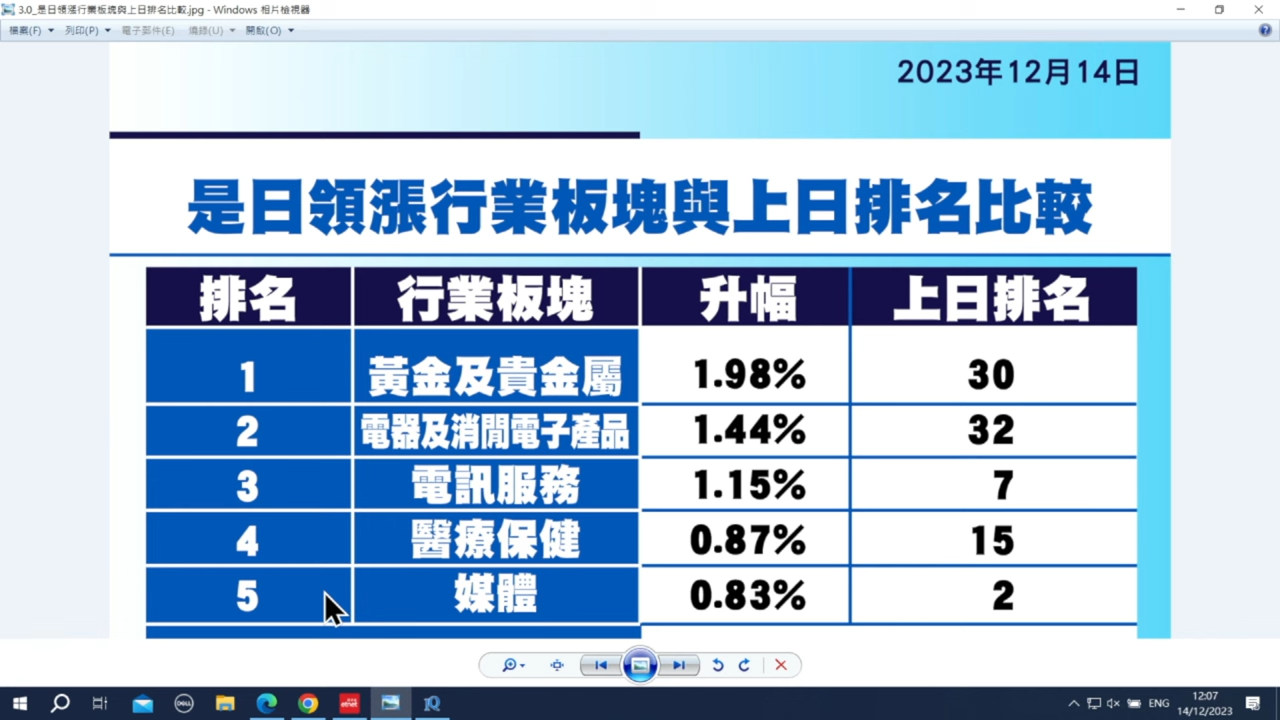 3.0_是日領漲行業板塊與上日排名比較.jpg - Windows 相片檢視器
檔案(F) 列印(P) 電子郵件(E) 燒錄(U) 開啟(O)
2023年12月14日
是日領漲行業板塊與上日排名比較
排名 行業板塊 升幅 上日排名
1 黃金及貴金屬 1.98% 30
2 電器及消閒電子產品 1.44% 32
3 電訊服務 1.15% 7
4 醫療保健 0.87% 15
5 媒體 0.83% 2
DELL etnet IQ ENG 12:07
14/12/2023